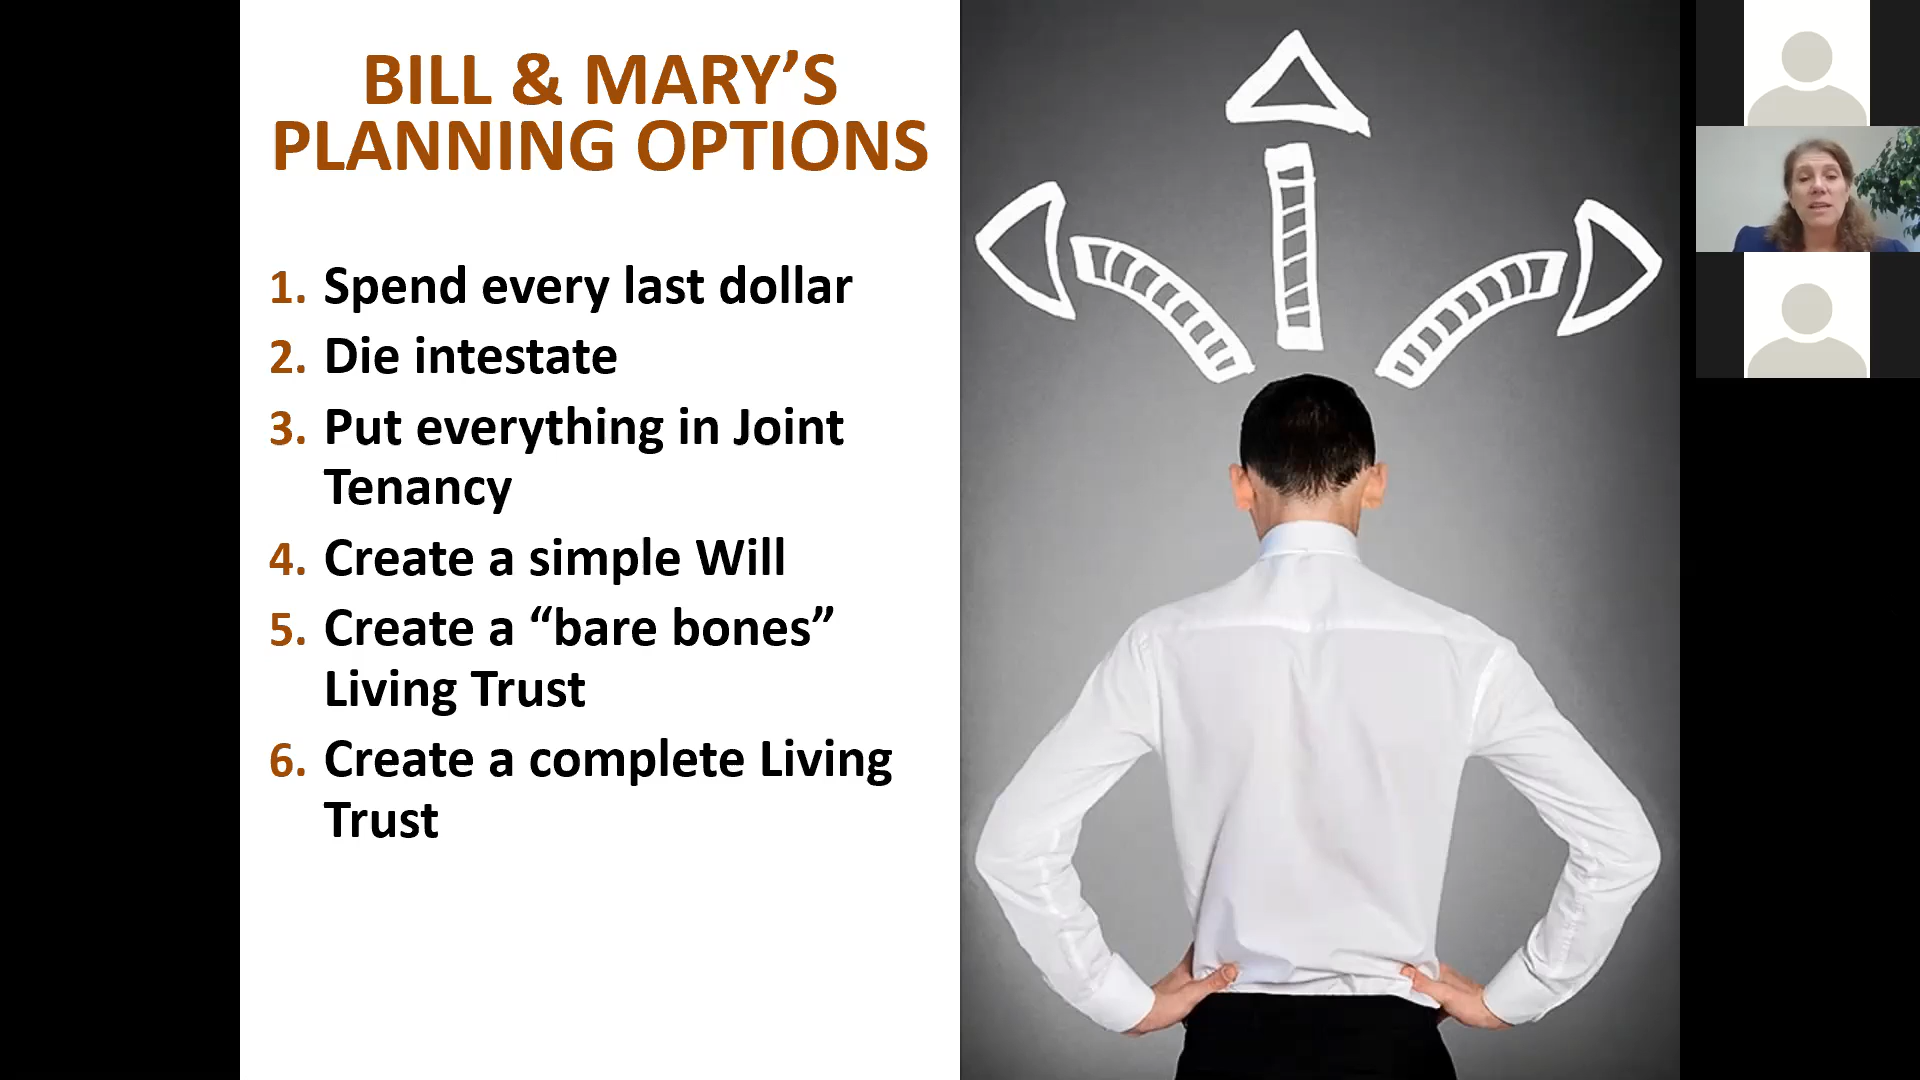 BILL & MARY’S
PLANNING OPTIONS
1. Spend every last dollar
2. Die intestate
3. Put everything in Joint
Tenancy
4. Create a simple Will
5. Create a “bare bones”
Living Trust
6. Create a complete Living
Trust